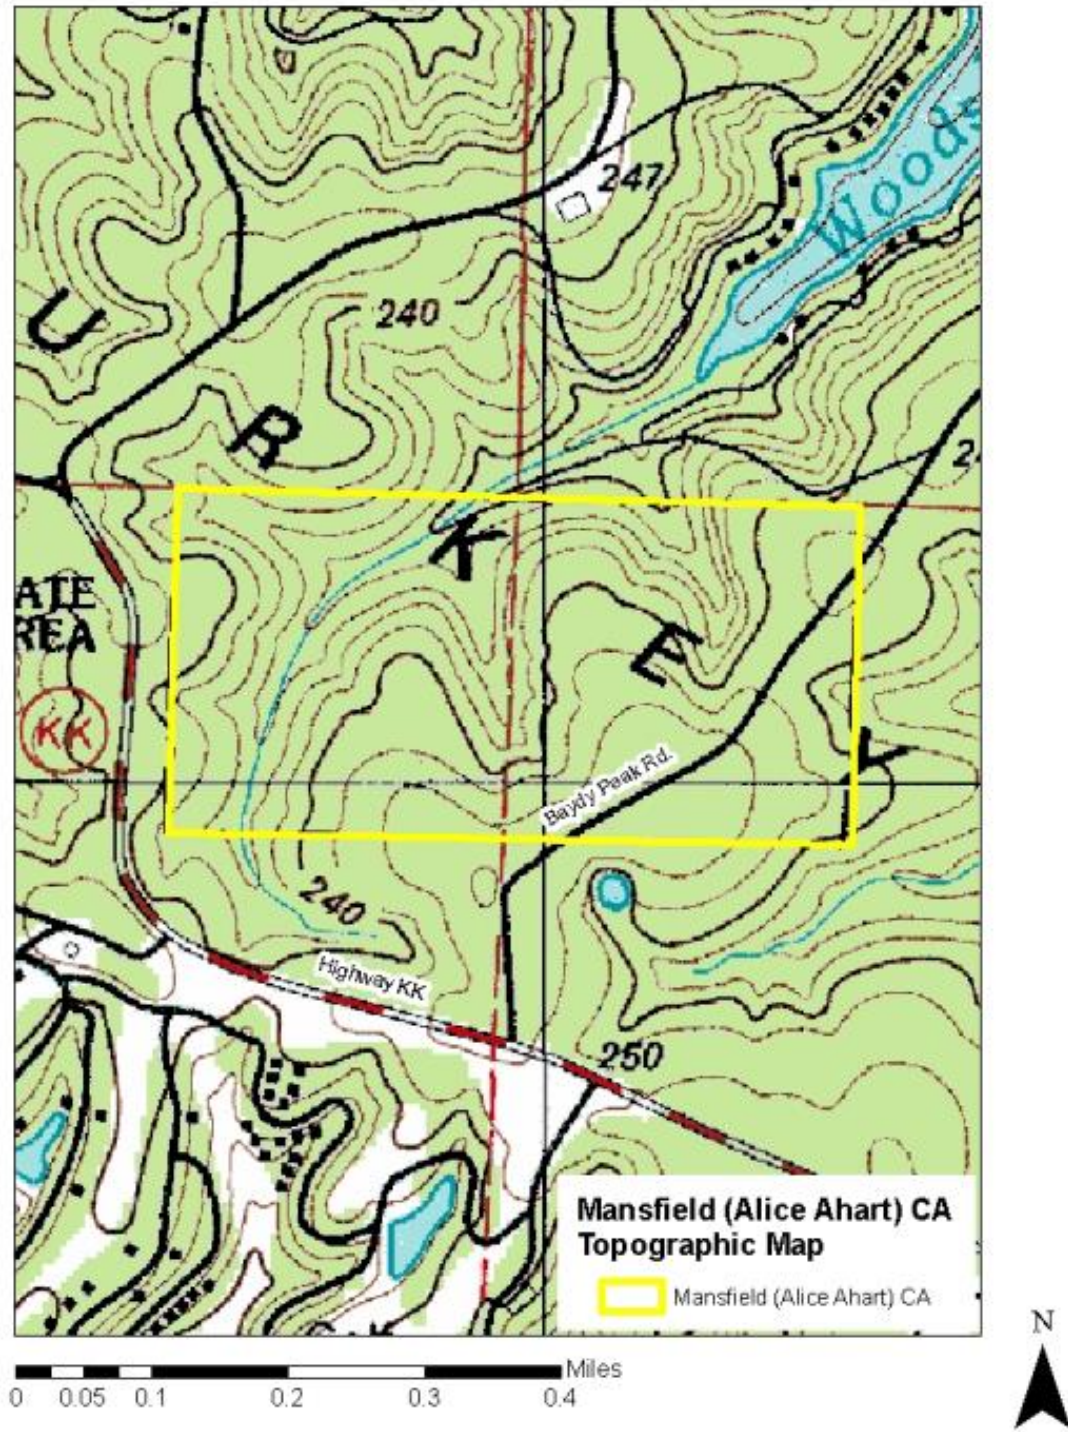 247
Woods
240
U
R
K
2
ATE
REA
E
KK
Y
Baydy Peak Rd.
240
Highway KK
250
Mansfield (Alice Ahart) CA
Topographic Map
Mansfield (Alice Ahart) CA
N
Miles
0 0.05 0.1 0.2 0.3 0.4